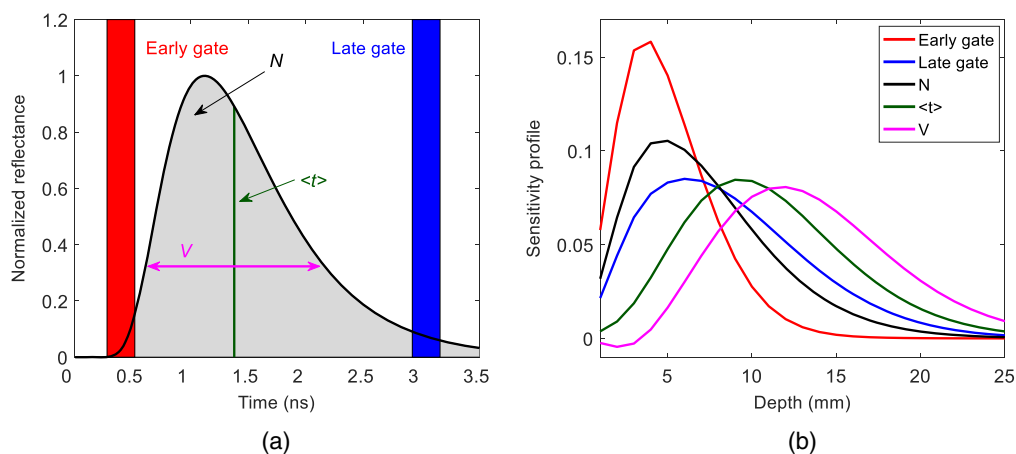 1.2
1
0.8
0.6
0.4
0.2
0
Normalized reflectance
Early gate
Late gate
N
<t>
V
0 0.5 1 1.5 2 2.5 3 3.5
Time (ns)
(a)
0.15
0.1
0.05
0
Sensitivity profile
Early gate
Late gate
N
<t>
V
5 10 15 20 25
Depth (mm)
(b)